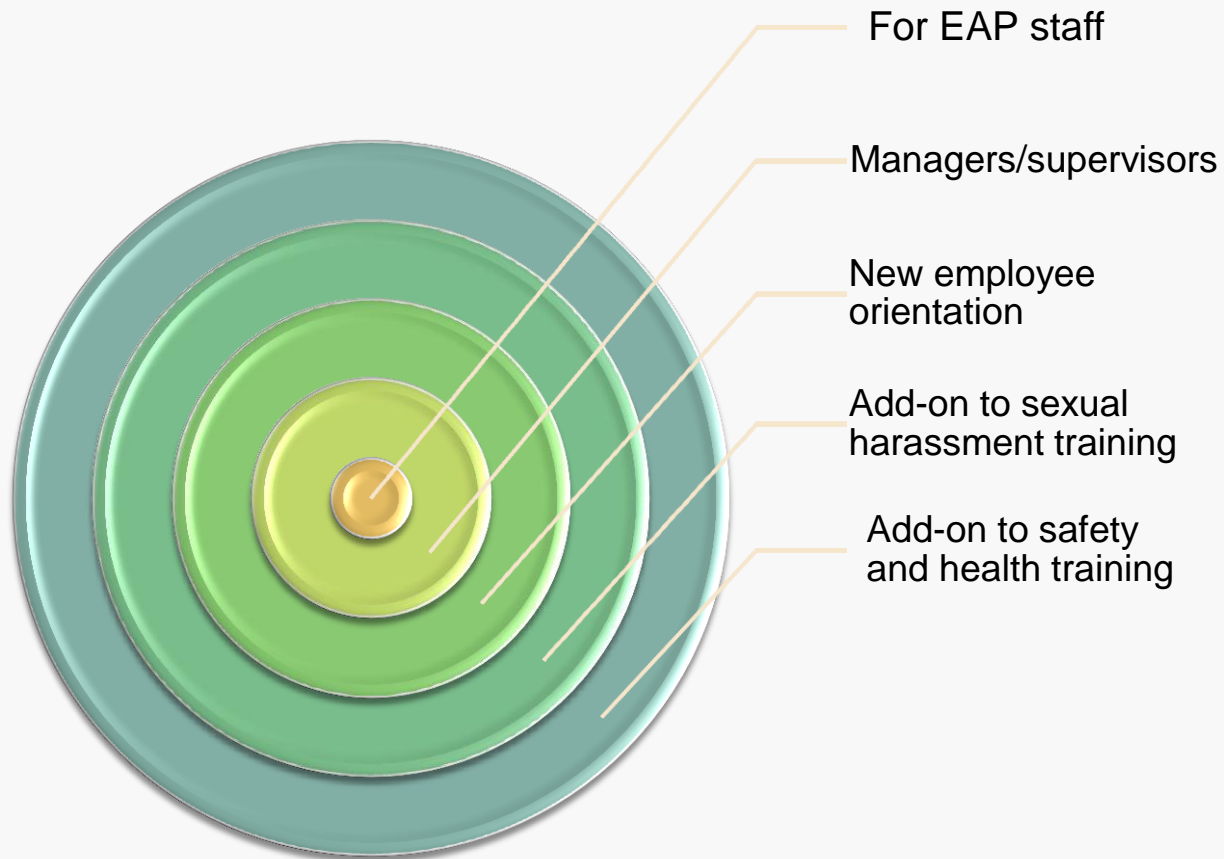 For EAP staff
Managers/supervisors
New employee
orientation
Add-on to sexual
harassment training
Add-on to safety
and health training